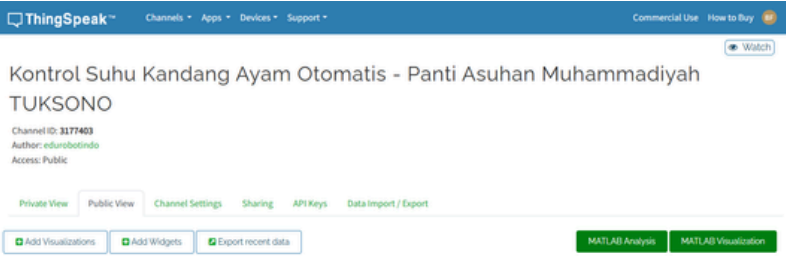 ThingSpeak™ Channels Apps Devices Support Commercial Use How to Buy
Watch
Kontrol Suhu Kandang Ayam Otomatis - Panti Asuhan Muhammadiyah
TUKSONO
Channel ID: 3177403
Author: edurobotindo
Access: Public
Private View Public View Channel Settings Sharing API Keys Data Import / Export
Add Visualizations Add Widgets Export recent data MATLAB Analysis MATLAB Visualization